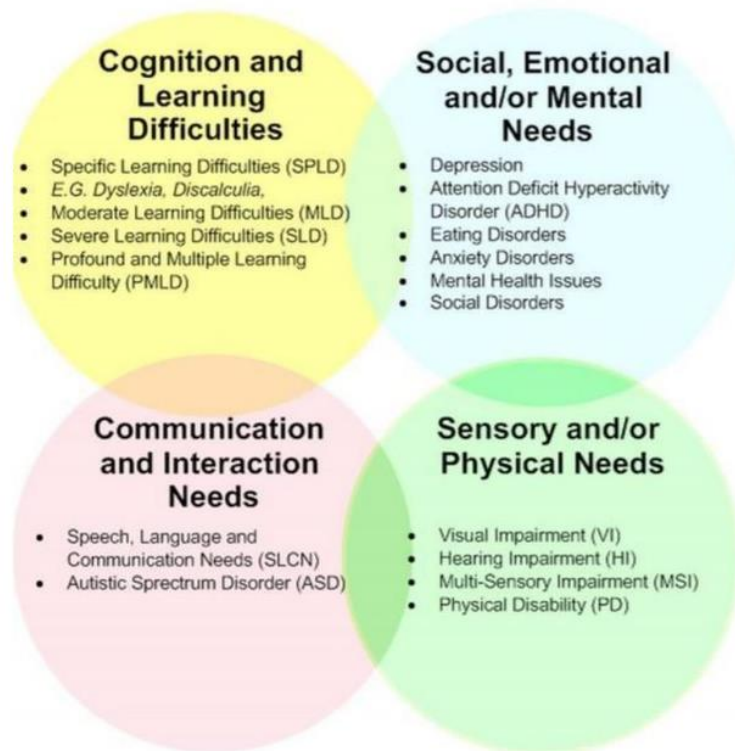 Cognition and
Learning
Difficulties
• Specific Learning Difficulties (SPLD)
• E.G. Dyslexia, Discalculia,
• Moderate Learning Difficulties (MLD)
• Severe Learning Difficulties (SLD)
• Profound and Multiple Learning
Difficulty (PMLD)
Social, Emotional
and/or Mental
Needs
• Depression
• Attention Deficit Hyperactivity
Disorder (ADHD)
• Eating Disorders
• Anxiety Disorders
• Mental Health Issues
• Social Disorders
Communication
and Interaction
Needs
• Speech, Language and
Communication Needs (SLCN)
• Autistic Sprectrum Disorder (ASD)
Sensory and/or
Physical Needs
• Visual Impairment (VI)
• Hearing Impairment (HI)
• Multi-Sensory Impairment (MSI)
• Physical Disability (PD)